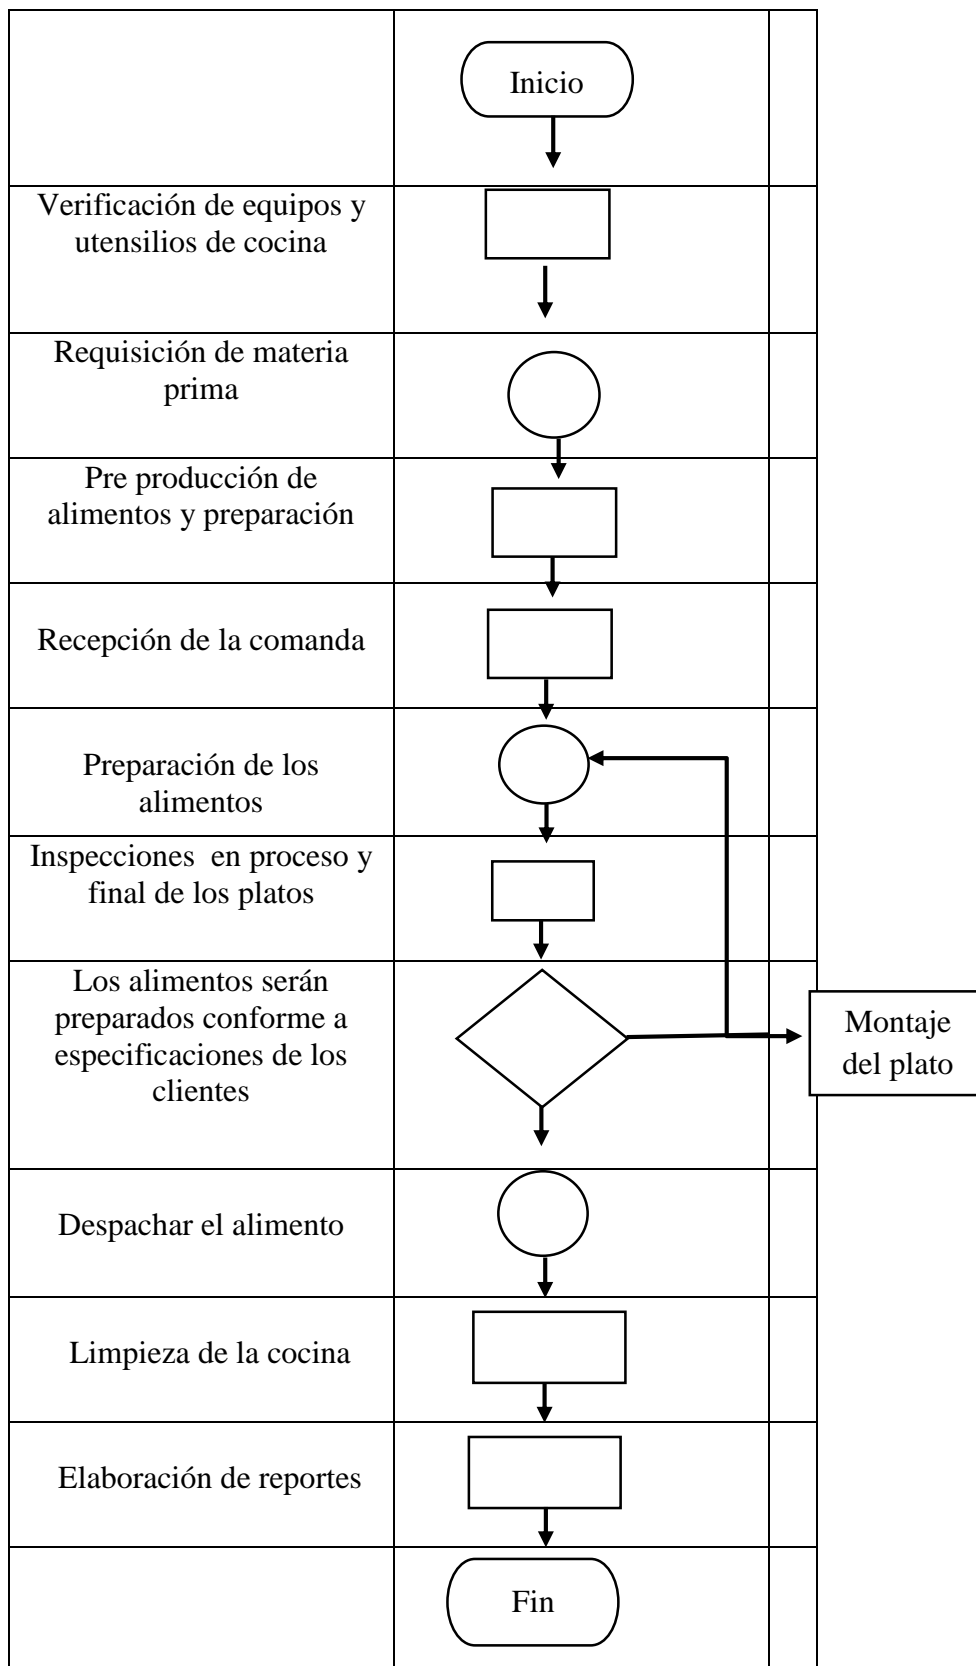 Inicio
Verificación de equipos y
utensilios de cocina
Requisición de materia
prima
Pre producción de
alimentos y preparación
Recepción de la comanda
Preparación de los
alimentos
Inspecciones  en proceso y
final de los platos
Los alimentos serán
preparados conforme a
especificaciones de los
clientes
Montaje
del plato
Despachar el alimento
Limpieza de la cocina
Elaboración de reportes
Fin